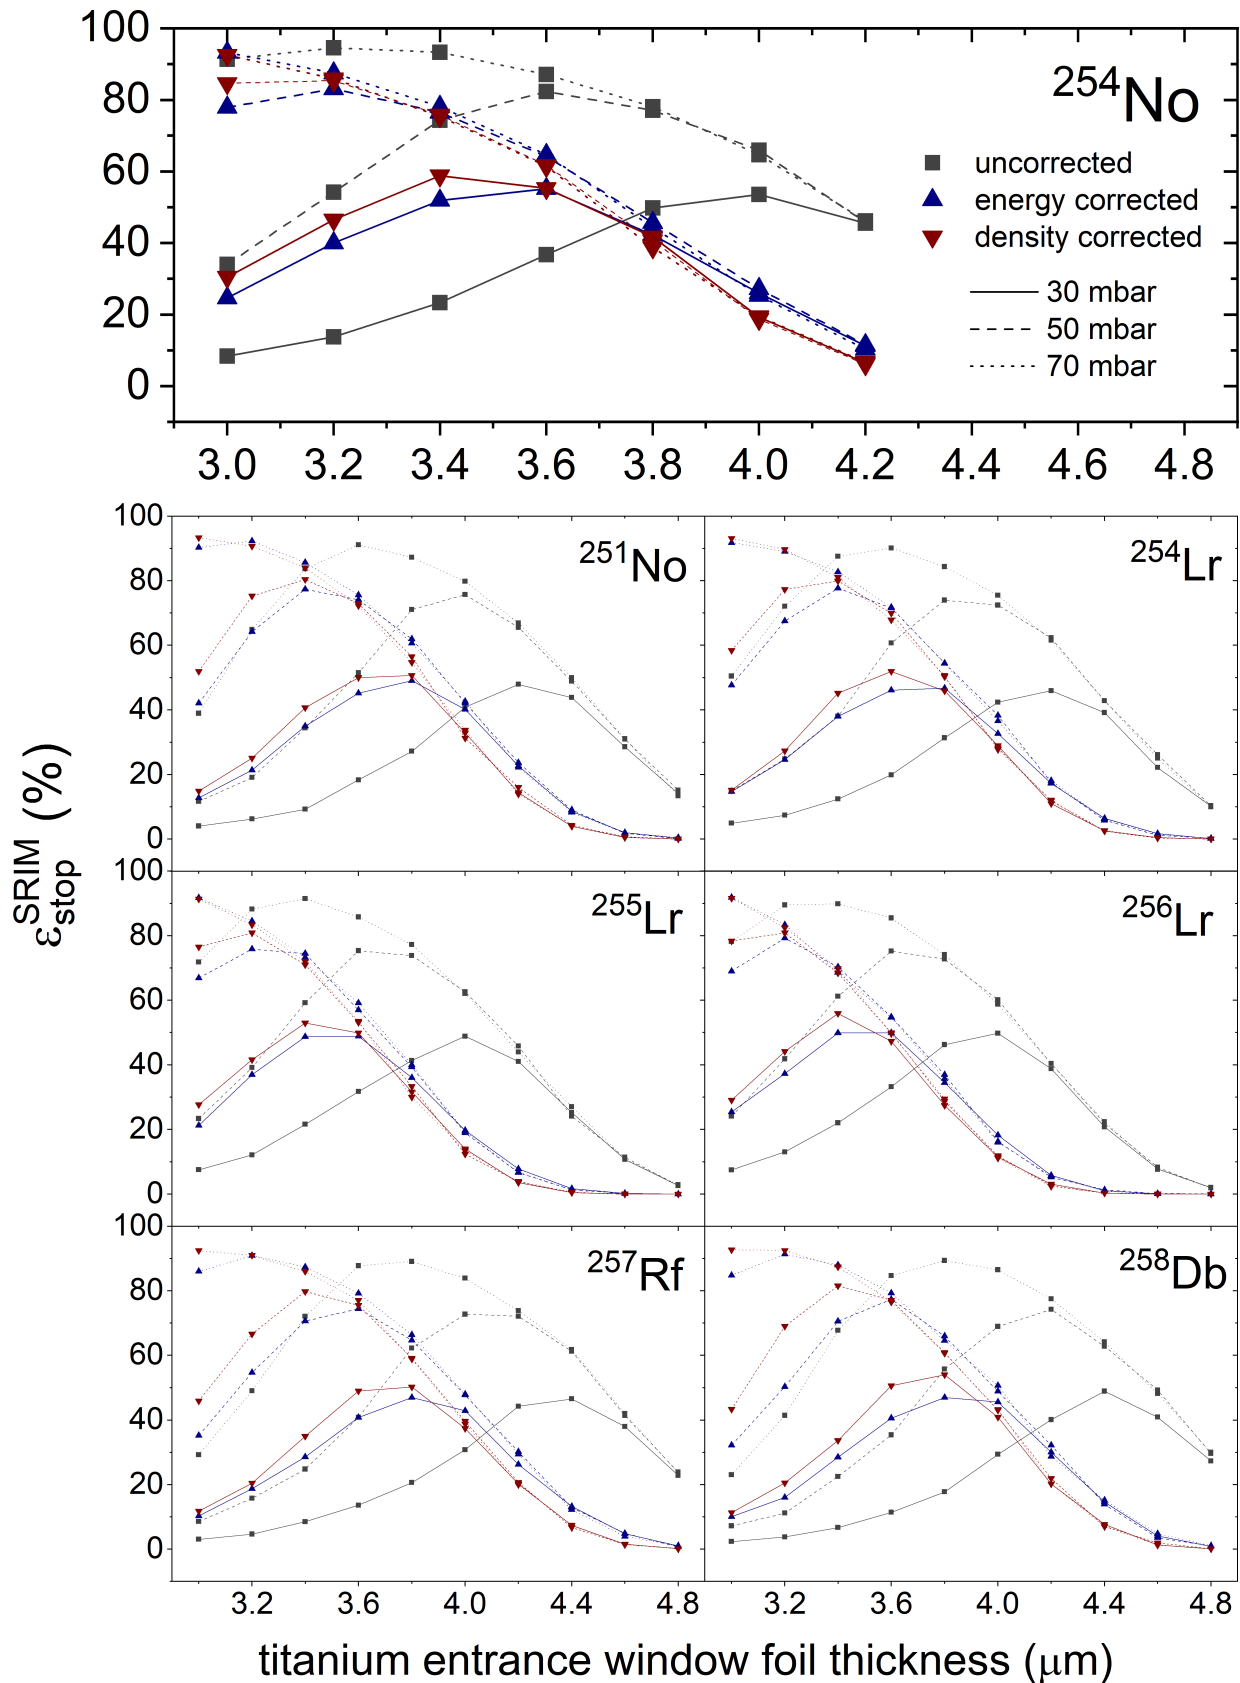 100
80
60
40
20
0
²⁵⁴No
uncorrected
energy corrected
density corrected
30 mbar
50 mbar
70 mbar
3.0 3.2 3.4 3.6 3.8 4.0 4.2 4.4 4.6 4.8
ε_stop^SRIM (%)
100
80
60
40
20
0
²⁵¹No
²⁵⁴Lr
100
80
60
40
20
0
²⁵⁵Lr
²⁵⁶Lr
100
80
60
40
20
0
²⁵⁷Rf
²⁵⁸Db
3.2 3.6 4.0 4.4 4.8 3.2 3.6 4.0 4.4 4.8
titanium entrance window foil thickness (μm)